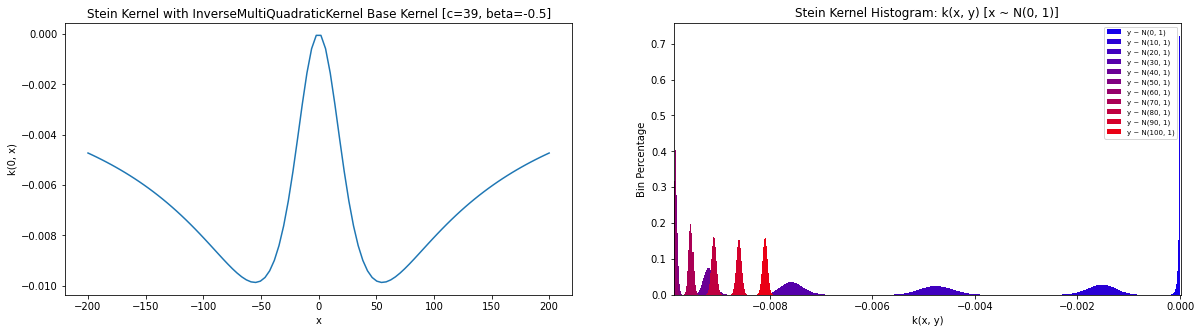 Stein Kernel with InverseMultiQuadraticKernel Base Kernel [c=39, beta=-0.5]
0.000
−0.002
−0.004
−0.006
−0.008
−0.010
k(0, x)
−200
−150
−100
−50
0
50
100
150
200
x
Stein Kernel Histogram: k(x, y) [x ~ N(0, 1)]
0.7
0.6
0.5
0.4
0.3
0.2
0.1
0.0
Bin Percentage
y ~ N(0, 1)
y ~ N(10, 1)
y ~ N(20, 1)
y ~ N(30, 1)
y ~ N(40, 1)
y ~ N(50, 1)
y ~ N(60, 1)
y ~ N(70, 1)
y ~ N(80, 1)
y ~ N(90, 1)
y ~ N(100, 1)
−0.008
−0.006
−0.004
−0.002
0.000
k(x, y)